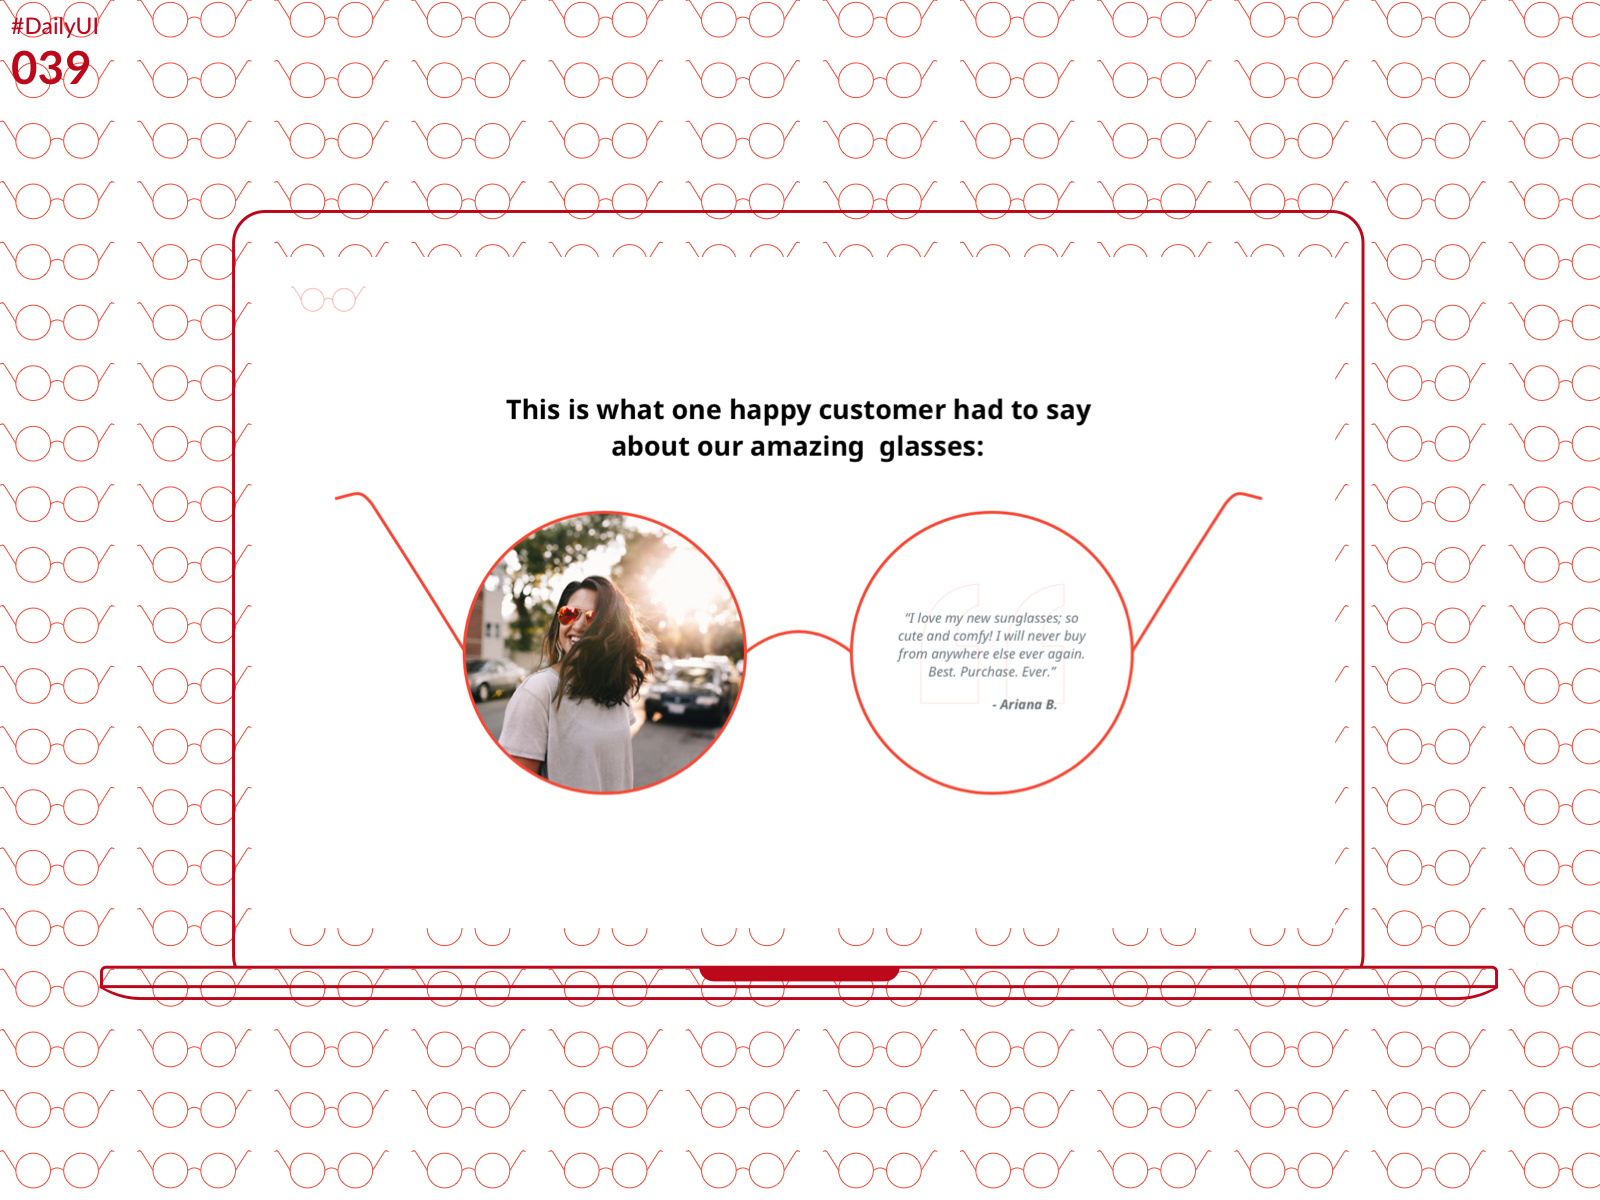 #DailyUI
039
This is what one happy customer had to say
about our amazing  glasses:
“I love my new sunglasses; so
cute and comfy! I will never buy
from anywhere else ever again.
Best. Purchase. Ever.”
- Ariana B.